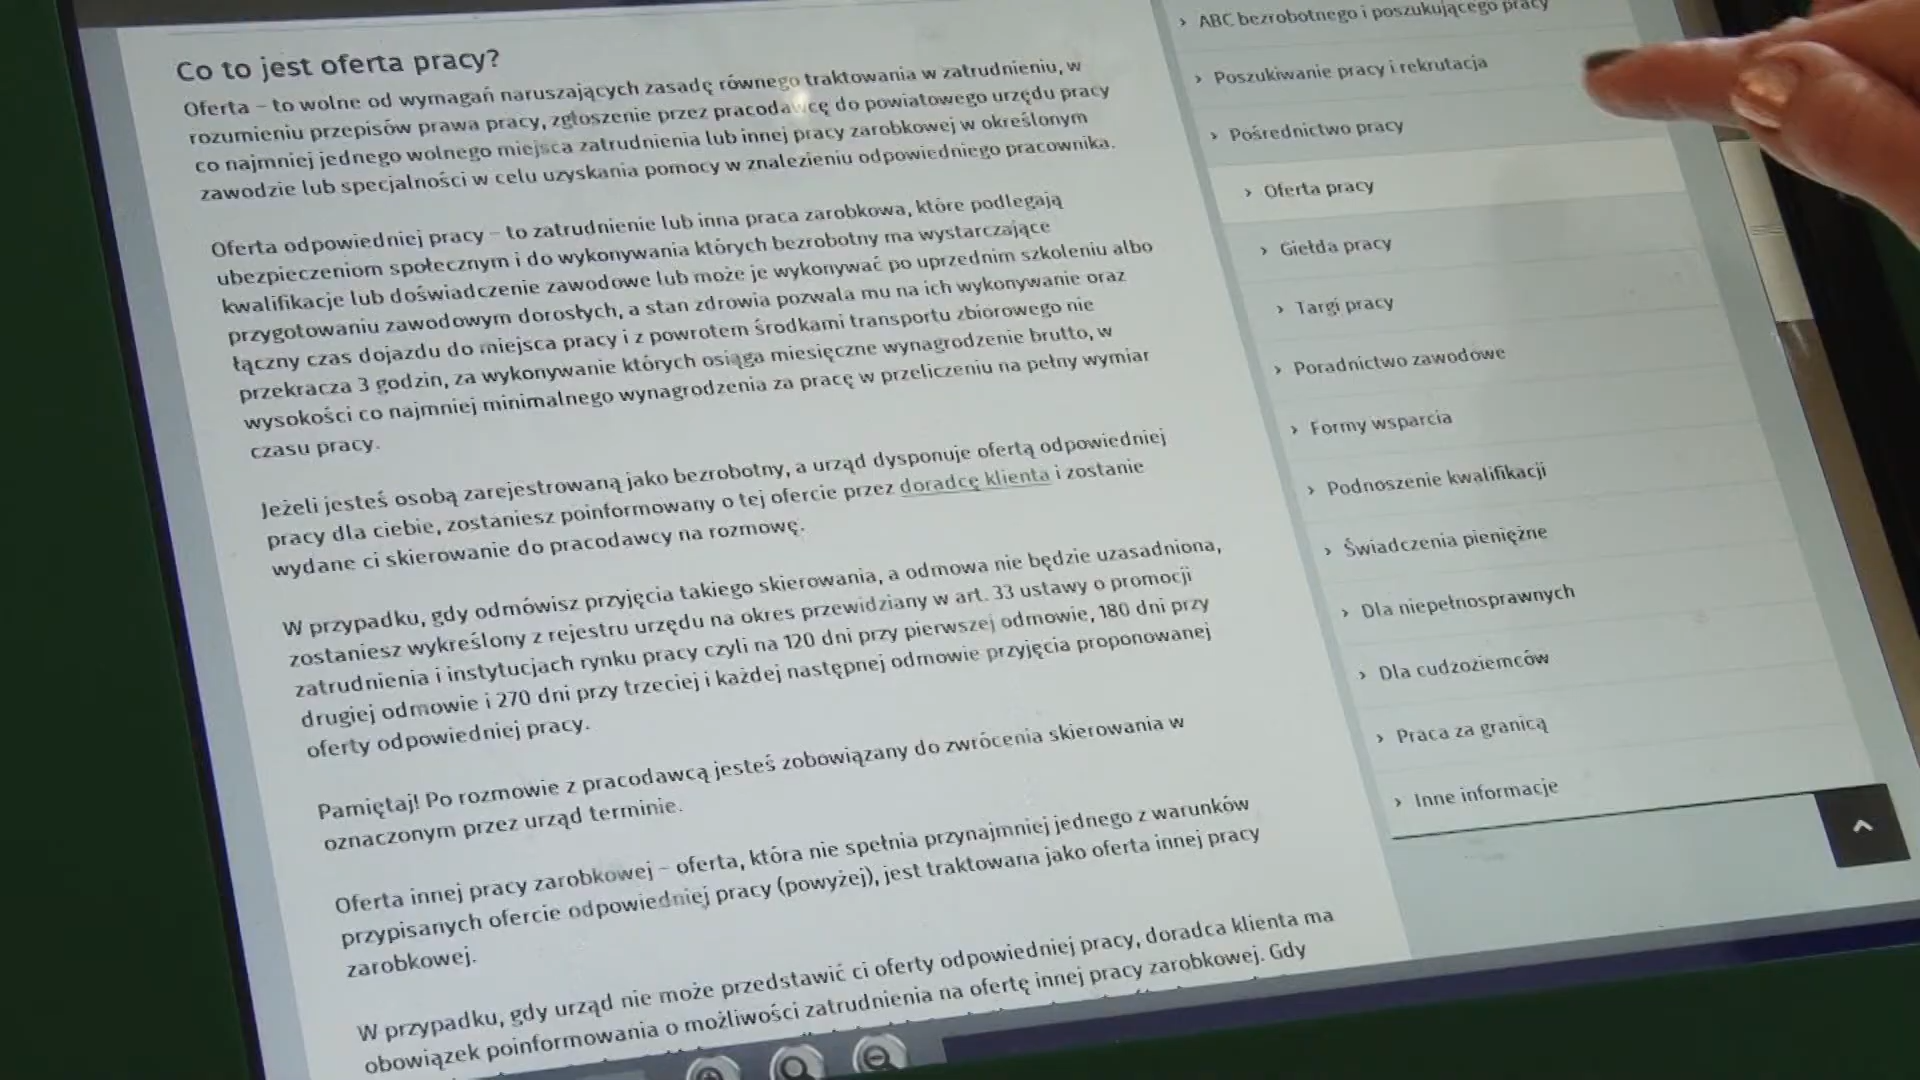 Co to jest oferta pracy?
Oferta – to wolne od wymagań naruszających zasadę równego traktowania w zatrudnieniu, w
rozumieniu przepisów prawa pracy, zgłoszenie przez pracodawcę do powiatowego urzędu pracy
co najmniej jednego wolnego miejsca zatrudnienia lub innej pracy zarobkowej w określonym
zawodzie lub specjalności w celu uzyskania pomocy w znalezieniu odpowiedniego pracownika.
Oferta odpowiedniej pracy – to zatrudnienie lub inna praca zarobkowa, które podlegają
ubezpieczeniom społecznym i do wykonywania których bezrobotny ma wystarczające
kwalifikacje lub doświadczenie zawodowe lub może je wykonywać po uprzednim szkoleniu albo
przygotowaniu zawodowym dorosłych, a stan zdrowia pozwala mu na ich wykonywanie oraz
łączny czas dojazdu do miejsca pracy i z powrotem środkami transportu zbiorowego nie
przekracza 3 godzin, za wykonywanie których osiąga miesięczne wynagrodzenie brutto, w
wysokości co najmniej minimalnego wynagrodzenia za pracę w przeliczeniu na pełny wymiar
czasu pracy.
Jeżeli jesteś osobą zarejestrowaną jako bezrobotny, a urząd dysponuje ofertą odpowiedniej
pracy dla ciebie, zostaniesz poinformowany o tej ofercie przez doradcę klienta i zostanie
wydane ci skierowanie do pracodawcy na rozmowę.
W przypadku, gdy odmówisz przyjęcia takiego skierowania, a odmowa nie będzie uzasadniona,
zostaniesz wykreślony z rejestru urzędu na okres przewidziany w art. 33 ustawy o promocji
zatrudnienia i instytucjach rynku pracy czyli na 120 dni przy pierwszej odmowie, 180 dni przy
drugiej odmowie i 270 dni przy trzeciej i każdej następnej odmowie przyjęcia proponowanej
oferty odpowiedniej pracy.
Pamiętaj! Po rozmowie z pracodawcą jesteś zobowiązany do zwrócenia skierowania w
oznaczonym przez urząd terminie.
Oferta innej pracy zarobkowej – oferta, która nie spełnia przynajmniej jednego z warunków
przypisanych ofercie odpowiedniej pracy (powyżej), jest traktowana jako oferta innej pracy
zarobkowej.
W przypadku, gdy urząd nie może przedstawić ci oferty odpowiedniej pracy, doradca klienta ma
obowiązek poinformowania o możliwości zatrudnienia na ofertę innej pracy zarobkowej. Gdy
› ABC bezrobotnego i poszukującego pracy
› Poszukiwanie pracy i rekrutacja
› Pośrednictwo pracy
› Oferta pracy
› Giełda pracy
› Targi pracy
› Poradnictwo zawodowe
› Formy wsparcia
› Podnoszenie kwalifikacji
› Świadczenia pieniężne
› Dla niepełnosprawnych
› Dla cudzoziemców
› Praca za granicą
› Inne informacje